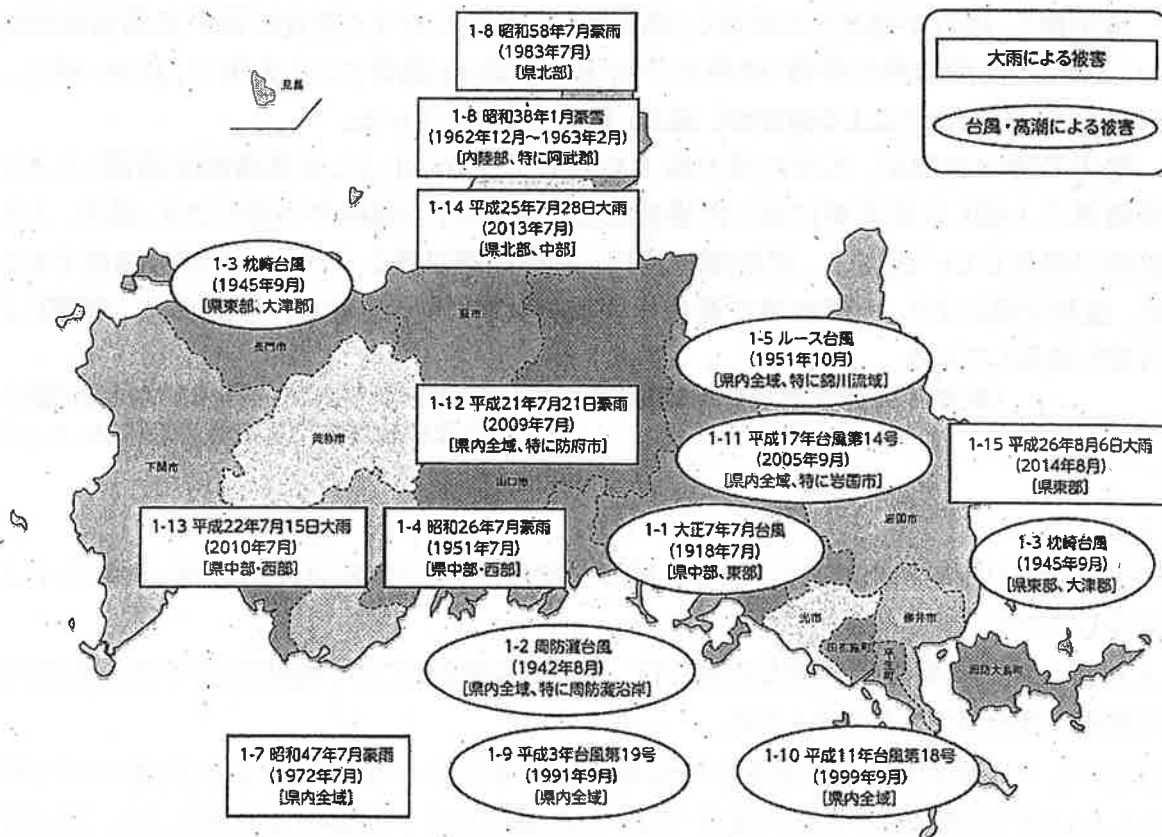 1-8 昭和58年7月豪雨
(1983年7月)
[県北部]
大雨による被害
台風・高潮による被害
見島
1-8 昭和38年1月豪雪
(1962年12月〜1963年2月)
[内陸部、特に阿武郡]
1-14 平成25年7月28日大雨
(2013年7月)
[県北部、中部]
1-3 枕崎台風
(1945年9月)
[県東部、大津郡]
萩市
長門市
1-5 ルース台風
(1951年10月)
[県内全域、特に錦川流域]
1-12 平成21年7月21日豪雨
(2009年7月)
[県内全域、特に防府市]
1-11 平成17年台風第14号
(2005年9月)
[県内全域、特に岩国市]
1-15 平成26年8月6日大雨
(2014年8月)
[県東部]
美祢市
下関市
山口市
岩国市
1-13 平成22年7月15日大雨
(2010年7月)
[県中部・西部]
1-4 昭和26年7月豪雨
(1951年7月)
[県中部・西部]
1-1 大正7年7月台風
(1918年7月)
[県中部、東部]
1-3 枕崎台風
(1945年9月)
[県東部、大津郡]
光市
柳井市
田布施町
平生町
周防大島町
1-2 周防灘台風
(1942年8月)
[県内全域、特に周防灘沿岸]
1-7 昭和47年7月豪雨
(1972年7月)
[県内全域]
1-9 平成3年台風第19号
(1991年9月)
[県内全域]
1-10 平成11年台風第18号
(1999年9月)
[県内全域]